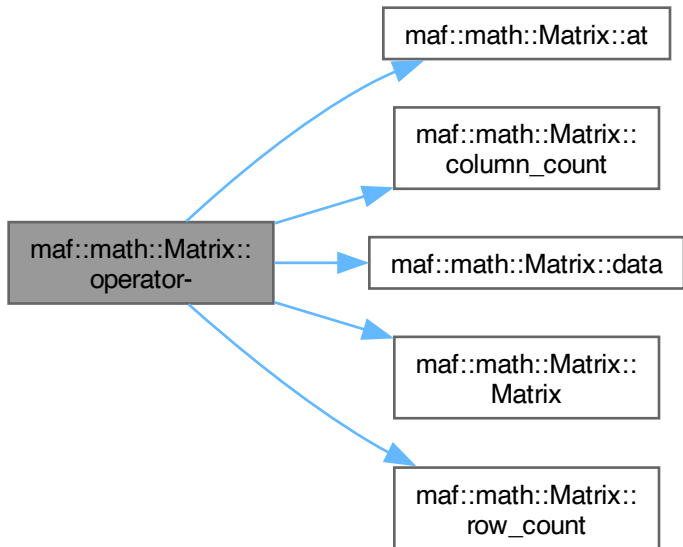 maf::math::Matrix::at
maf::math::Matrix::
column_count
maf::math::Matrix::
operator-
maf::math::Matrix::data
maf::math::Matrix::
Matrix
maf::math::Matrix::
row_count